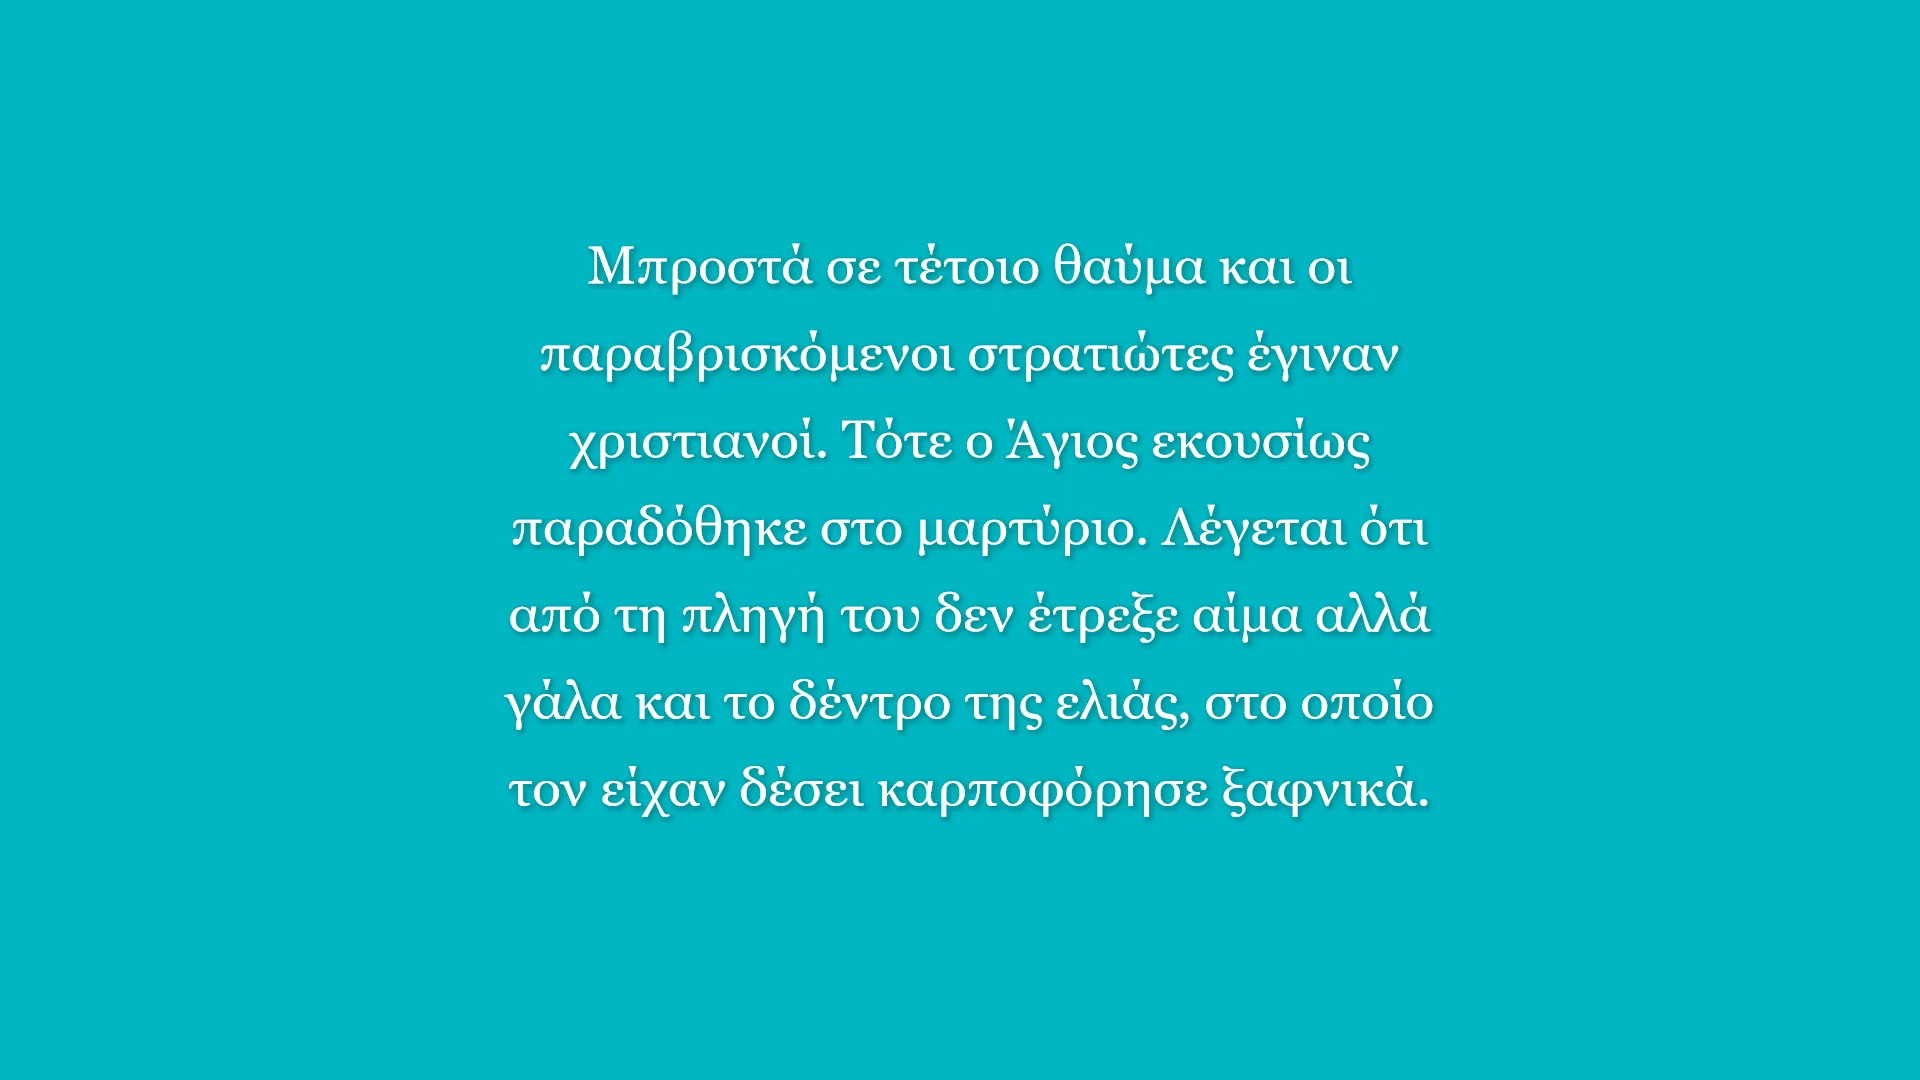 Μπροστά σε τέτοιο θαύμα και οι
παραβρισκόμενοι στρατιώτες έγιναν
χριστιανοί. Τότε ο Άγιος εκουσίως
παραδόθηκε στο μαρτύριο. Λέγεται ότι
από τη πληγή του δεν έτρεξε αίμα αλλά
γάλα και το δέντρο της ελιάς, στο οποίο
τον είχαν δέσει καρποφόρησε ξαφνικά.